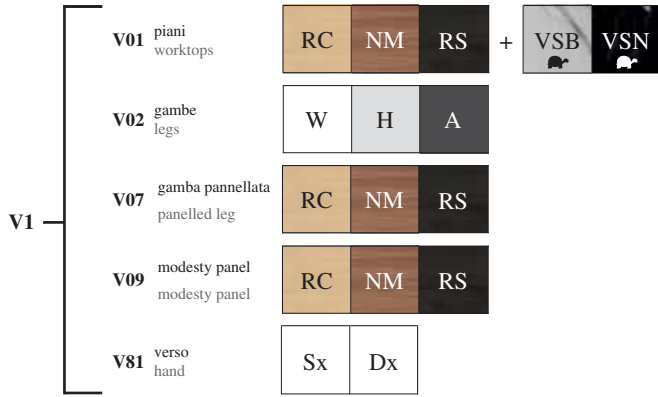 V1
V01 piani
worktops
RC NM RS + VSB VSN
V02 gambe
legs
W H A
V07 gamba pannellata
panelled leg
RC NM RS
V09 modesty panel
modesty panel
RC NM RS
V81 verso
hand
Sx Dx